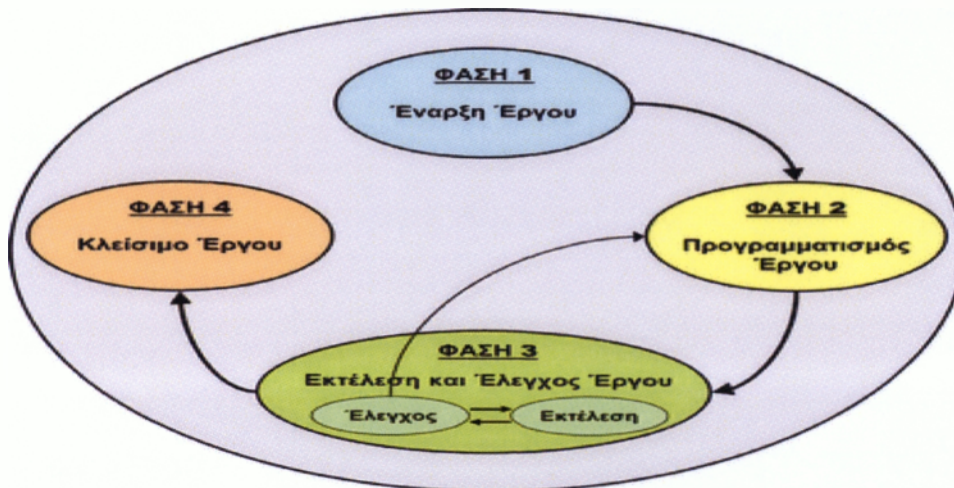 ΦΑΣΗ 1
Έναρξη Έργου
ΦΑΣΗ 2
Προγραμματισμός
Έργου
ΦΑΣΗ 3
Εκτέλεση και Έλεγχος Έργου
Έλεγχος
Εκτέλεση
ΦΑΣΗ 4
Κλείσιμο Έργου